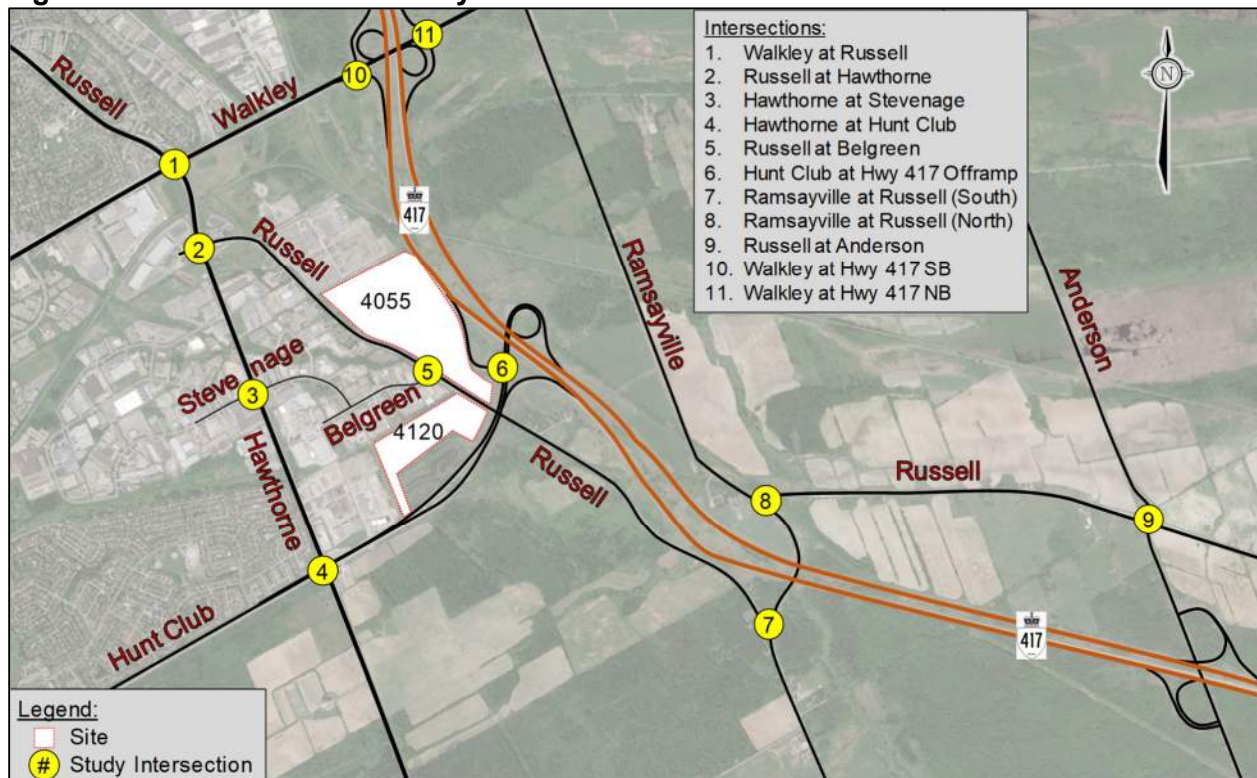 Russell
Walkley
11
10
1
2
Intersections:
1. Walkley at Russell
2. Russell at Hawthorne
3. Hawthorne at Stevenage
4. Hawthorne at Hunt Club
5. Russell at Belgreen
6. Hunt Club at Hwy 417 Offramp
7. Ramsayville at Russell (South)
8. Ramsayville at Russell (North)
9. Russell at Anderson
10. Walkley at Hwy 417 SB
11. Walkley at Hwy 417 NB
N
417
Russell
4055
Ramsayville
Anderson
Stevenage
3
5
6
Belgreen
4120
Hawthorne
Russell
8
Russell
9
4
7
417
Hunt Club
Legend:
Site
# Study Intersection